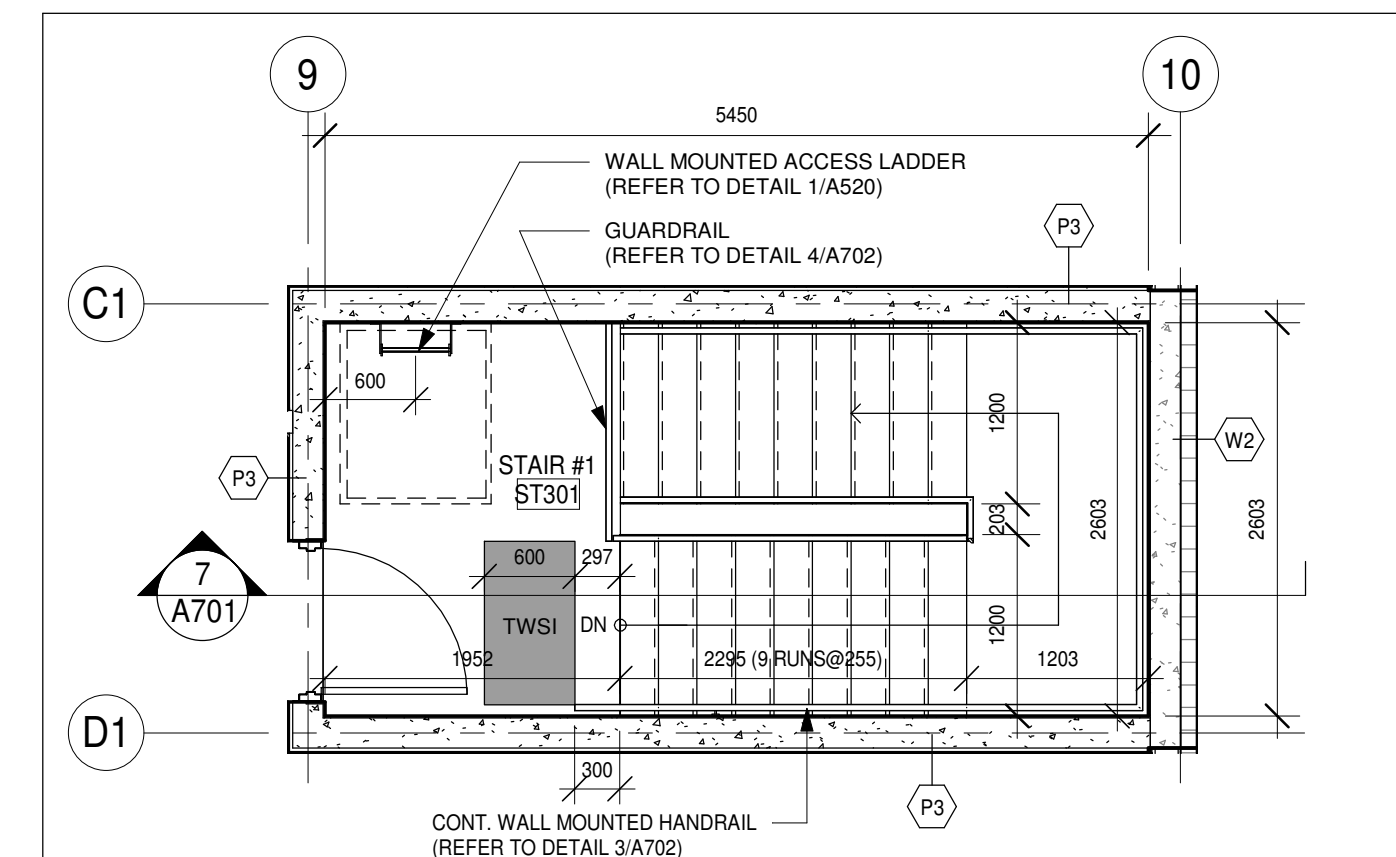 9
10
5450
WALL MOUNTED ACCESS LADDER
(REFER TO DETAIL 1/A520)
GUARDRAIL
(REFER TO DETAIL 4/A702)
P3
C1
600
1200
W2
P3
STAIR #1
ST301
203
2603
2603
7
A701
600
297
TWSI
DN
1200
1952
2295 (9 RUNS@255)
1203
D1
300
P3
CONT. WALL MOUNTED HANDRAIL
(REFER TO DETAIL 3/A702)